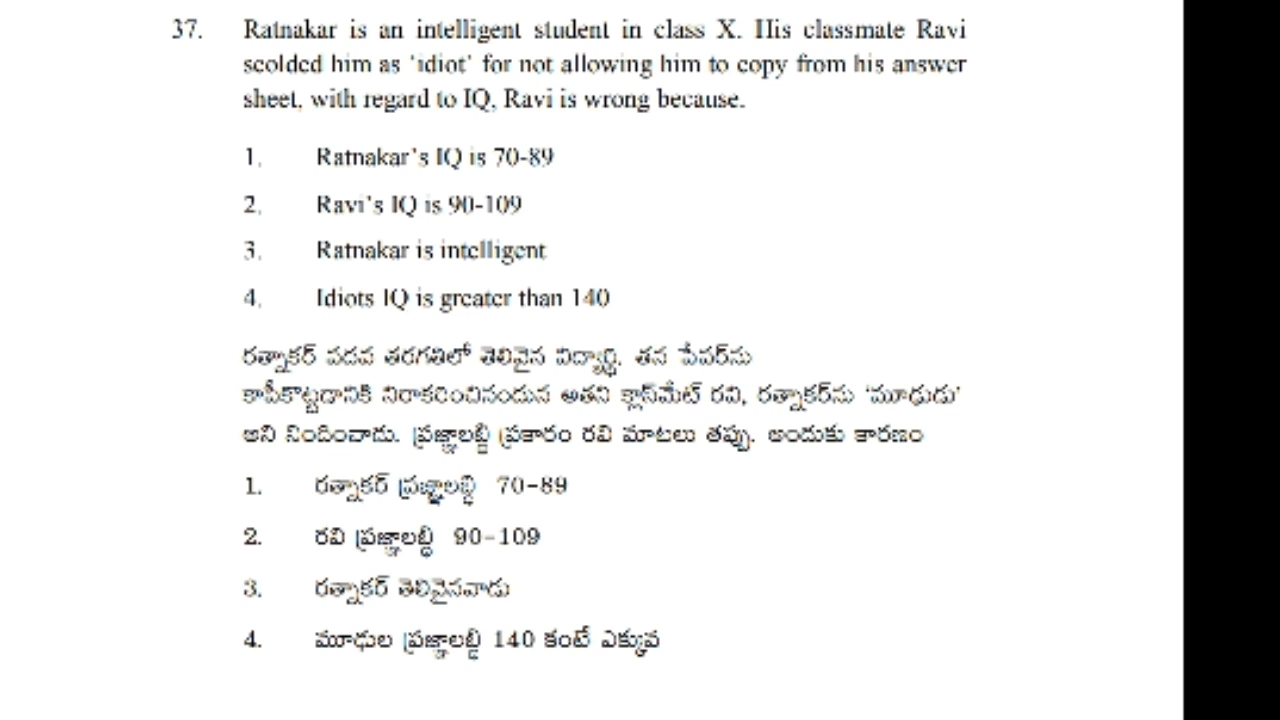 37. Ratnakar is an intelligent student in class X. His classmate Ravi
scolded him as ‘idiot’ for not allowing him to copy from his answer
sheet, with regard to IQ, Ravi is wrong because.
1. Ratnakar’s IQ is 70-89
2. Ravi’s IQ is 90-109
3. Ratnakar is intelligent
4. Idiots IQ is greater than 140
రత్నాకర్ పదవ తరగతిలో తెలివైన విద్యార్థి. తన పేపర్‌ను
కాపీకొట్టడానికి నిరాకరించినందున అతని క్లాస్‌మేట్ రవి, రత్నాకర్‌ను ‘మూఢుడు’
అని నిందించాడు. ప్రజ్ఞాలబ్ధి ప్రకారం రవి మాటలు తప్పు. అందుకు కారణం
1. రత్నాకర్ ప్రజ్ఞాలబ్ధి 70-89
2. రవి ప్రజ్ఞాలబ్ధి 90-109
3. రత్నాకర్ తెలివైనవాడు
4. మూఢుల ప్రజ్ఞాలబ్ధి 140 కంటే ఎక్కువ